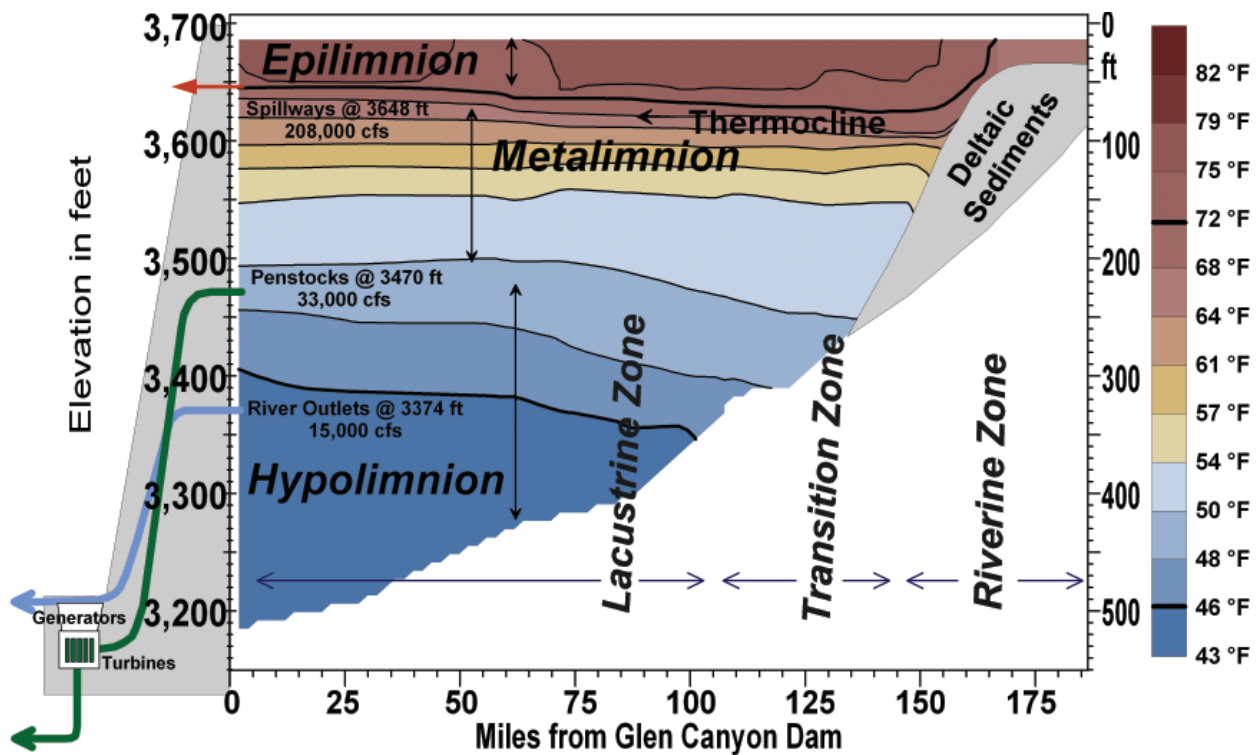 Elevation in feet
3,700
3,600
3,500
3,400
3,300
3,200
Epilimnion
Spillways @ 3648 ft
208,000 cfs
Thermocline
Metalimnion
Penstocks @ 3470 ft
33,000 cfs
River Outlets @ 3374 ft
15,000 cfs
Hypolimnion
Lacustrine Zone
Transition Zone
Riverine Zone
Deltaic
Sediments
Generators
Turbines
0
25
50
75
100
125
150
175
Miles from Glen Canyon Dam
0
ft
100
200
300
400
500
82 °F
79 °F
75 °F
72 °F
68 °F
64 °F
61 °F
57 °F
54 °F
50 °F
48 °F
46 °F
43 °F